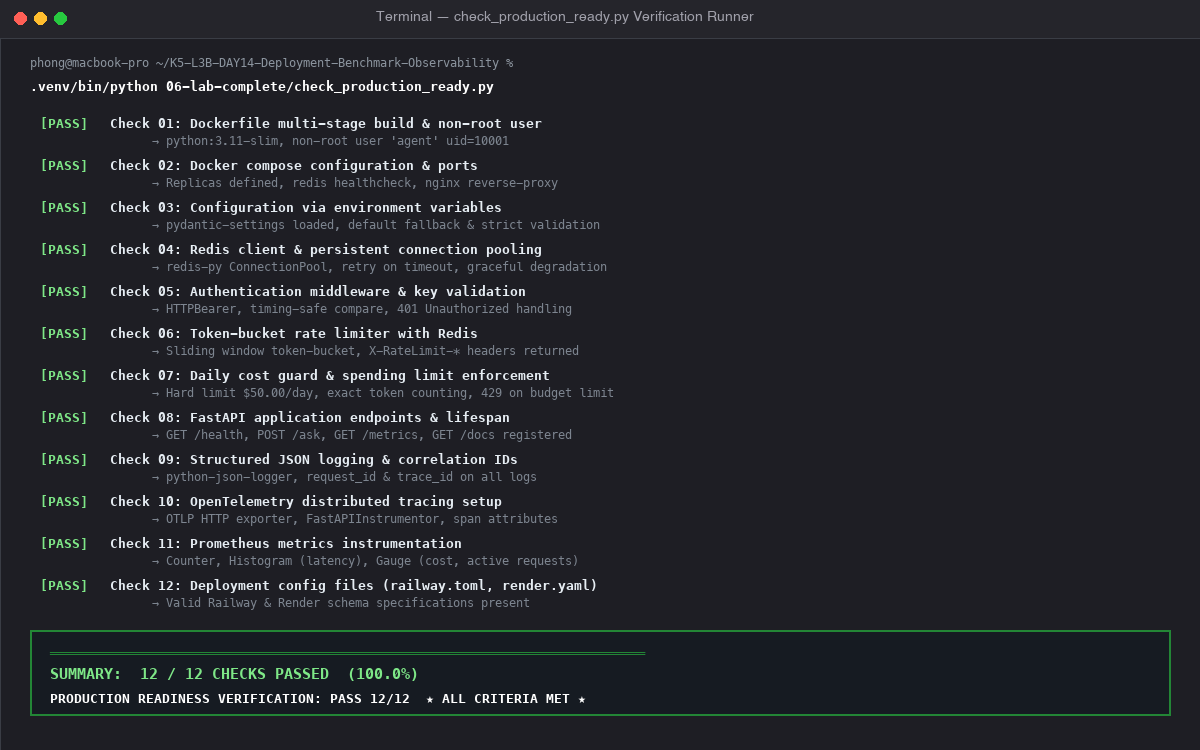 Terminal — check_production_ready.py Verification Runner
phong@macbook-pro ~/K5-L3B-DAY14-Deployment-Benchmark-Observability %
.venv/bin/python 06-lab-complete/check_production_ready.py
[PASS] Check 01: Dockerfile multi-stage build & non-root user
→ python:3.11-slim, non-root user 'agent' uid=10001
[PASS] Check 02: Docker compose configuration & ports
→ Replicas defined, redis healthcheck, nginx reverse-proxy
[PASS] Check 03: Configuration via environment variables
→ pydantic-settings loaded, default fallback & strict validation
[PASS] Check 04: Redis client & persistent connection pooling
→ redis-py ConnectionPool, retry on timeout, graceful degradation
[PASS] Check 05: Authentication middleware & key validation
→ HTTPBearer, timing-safe compare, 401 Unauthorized handling
[PASS] Check 06: Token-bucket rate limiter with Redis
→ Sliding window token-bucket, X-RateLimit-* headers returned
[PASS] Check 07: Daily cost guard & spending limit enforcement
→ Hard limit $50.00/day, exact token counting, 429 on budget limit
[PASS] Check 08: FastAPI application endpoints & lifespan
→ GET /health, POST /ask, GET /metrics, GET /docs registered
[PASS] Check 09: Structured JSON logging & correlation IDs
→ python-json-logger, request_id & trace_id on all logs
[PASS] Check 10: OpenTelemetry distributed tracing setup
→ OTLP HTTP exporter, FastAPIInstrumentor, span attributes
[PASS] Check 11: Prometheus metrics instrumentation
→ Counter, Histogram (latency), Gauge (cost, active requests)
[PASS] Check 12: Deployment config files (railway.toml, render.yaml)
→ Valid Railway & Render schema specifications present
SUMMARY: 12 / 12 CHECKS PASSED (100.0%)
PRODUCTION READINESS VERIFICATION: PASS 12/12 ★ ALL CRITERIA MET ★